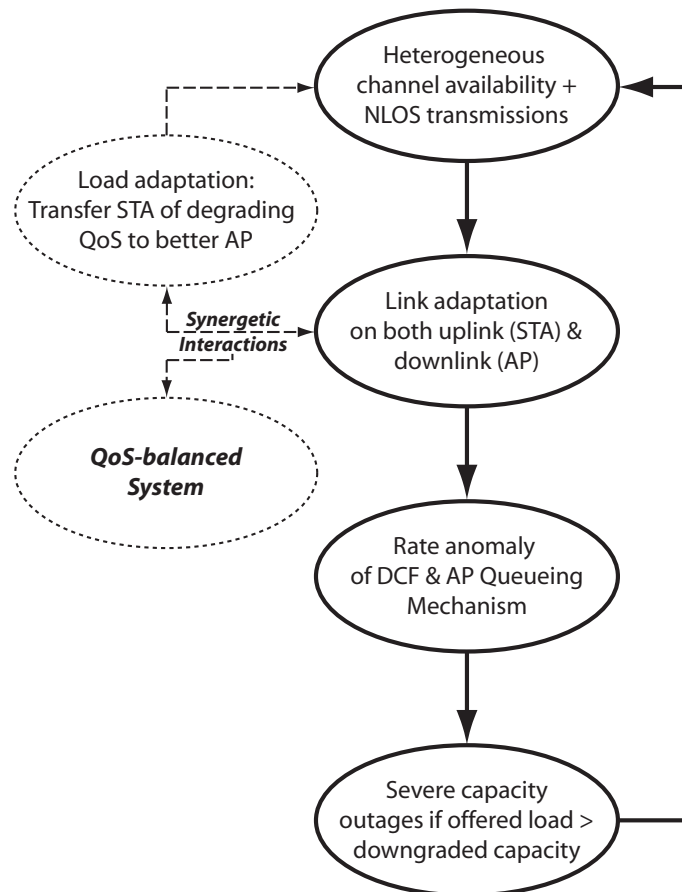 Heterogeneous
channel availability +
NLOS transmissions
Load adaptation:
Transfer STA of degrading
QoS to better AP
Synergetic
Interactions
Link adaptation
on both uplink (STA) &
downlink (AP)
QoS-balanced
System
Rate anomaly
of DCF & AP Queueing
Mechanism
Severe capacity
outages if offered load >
downgraded capacity